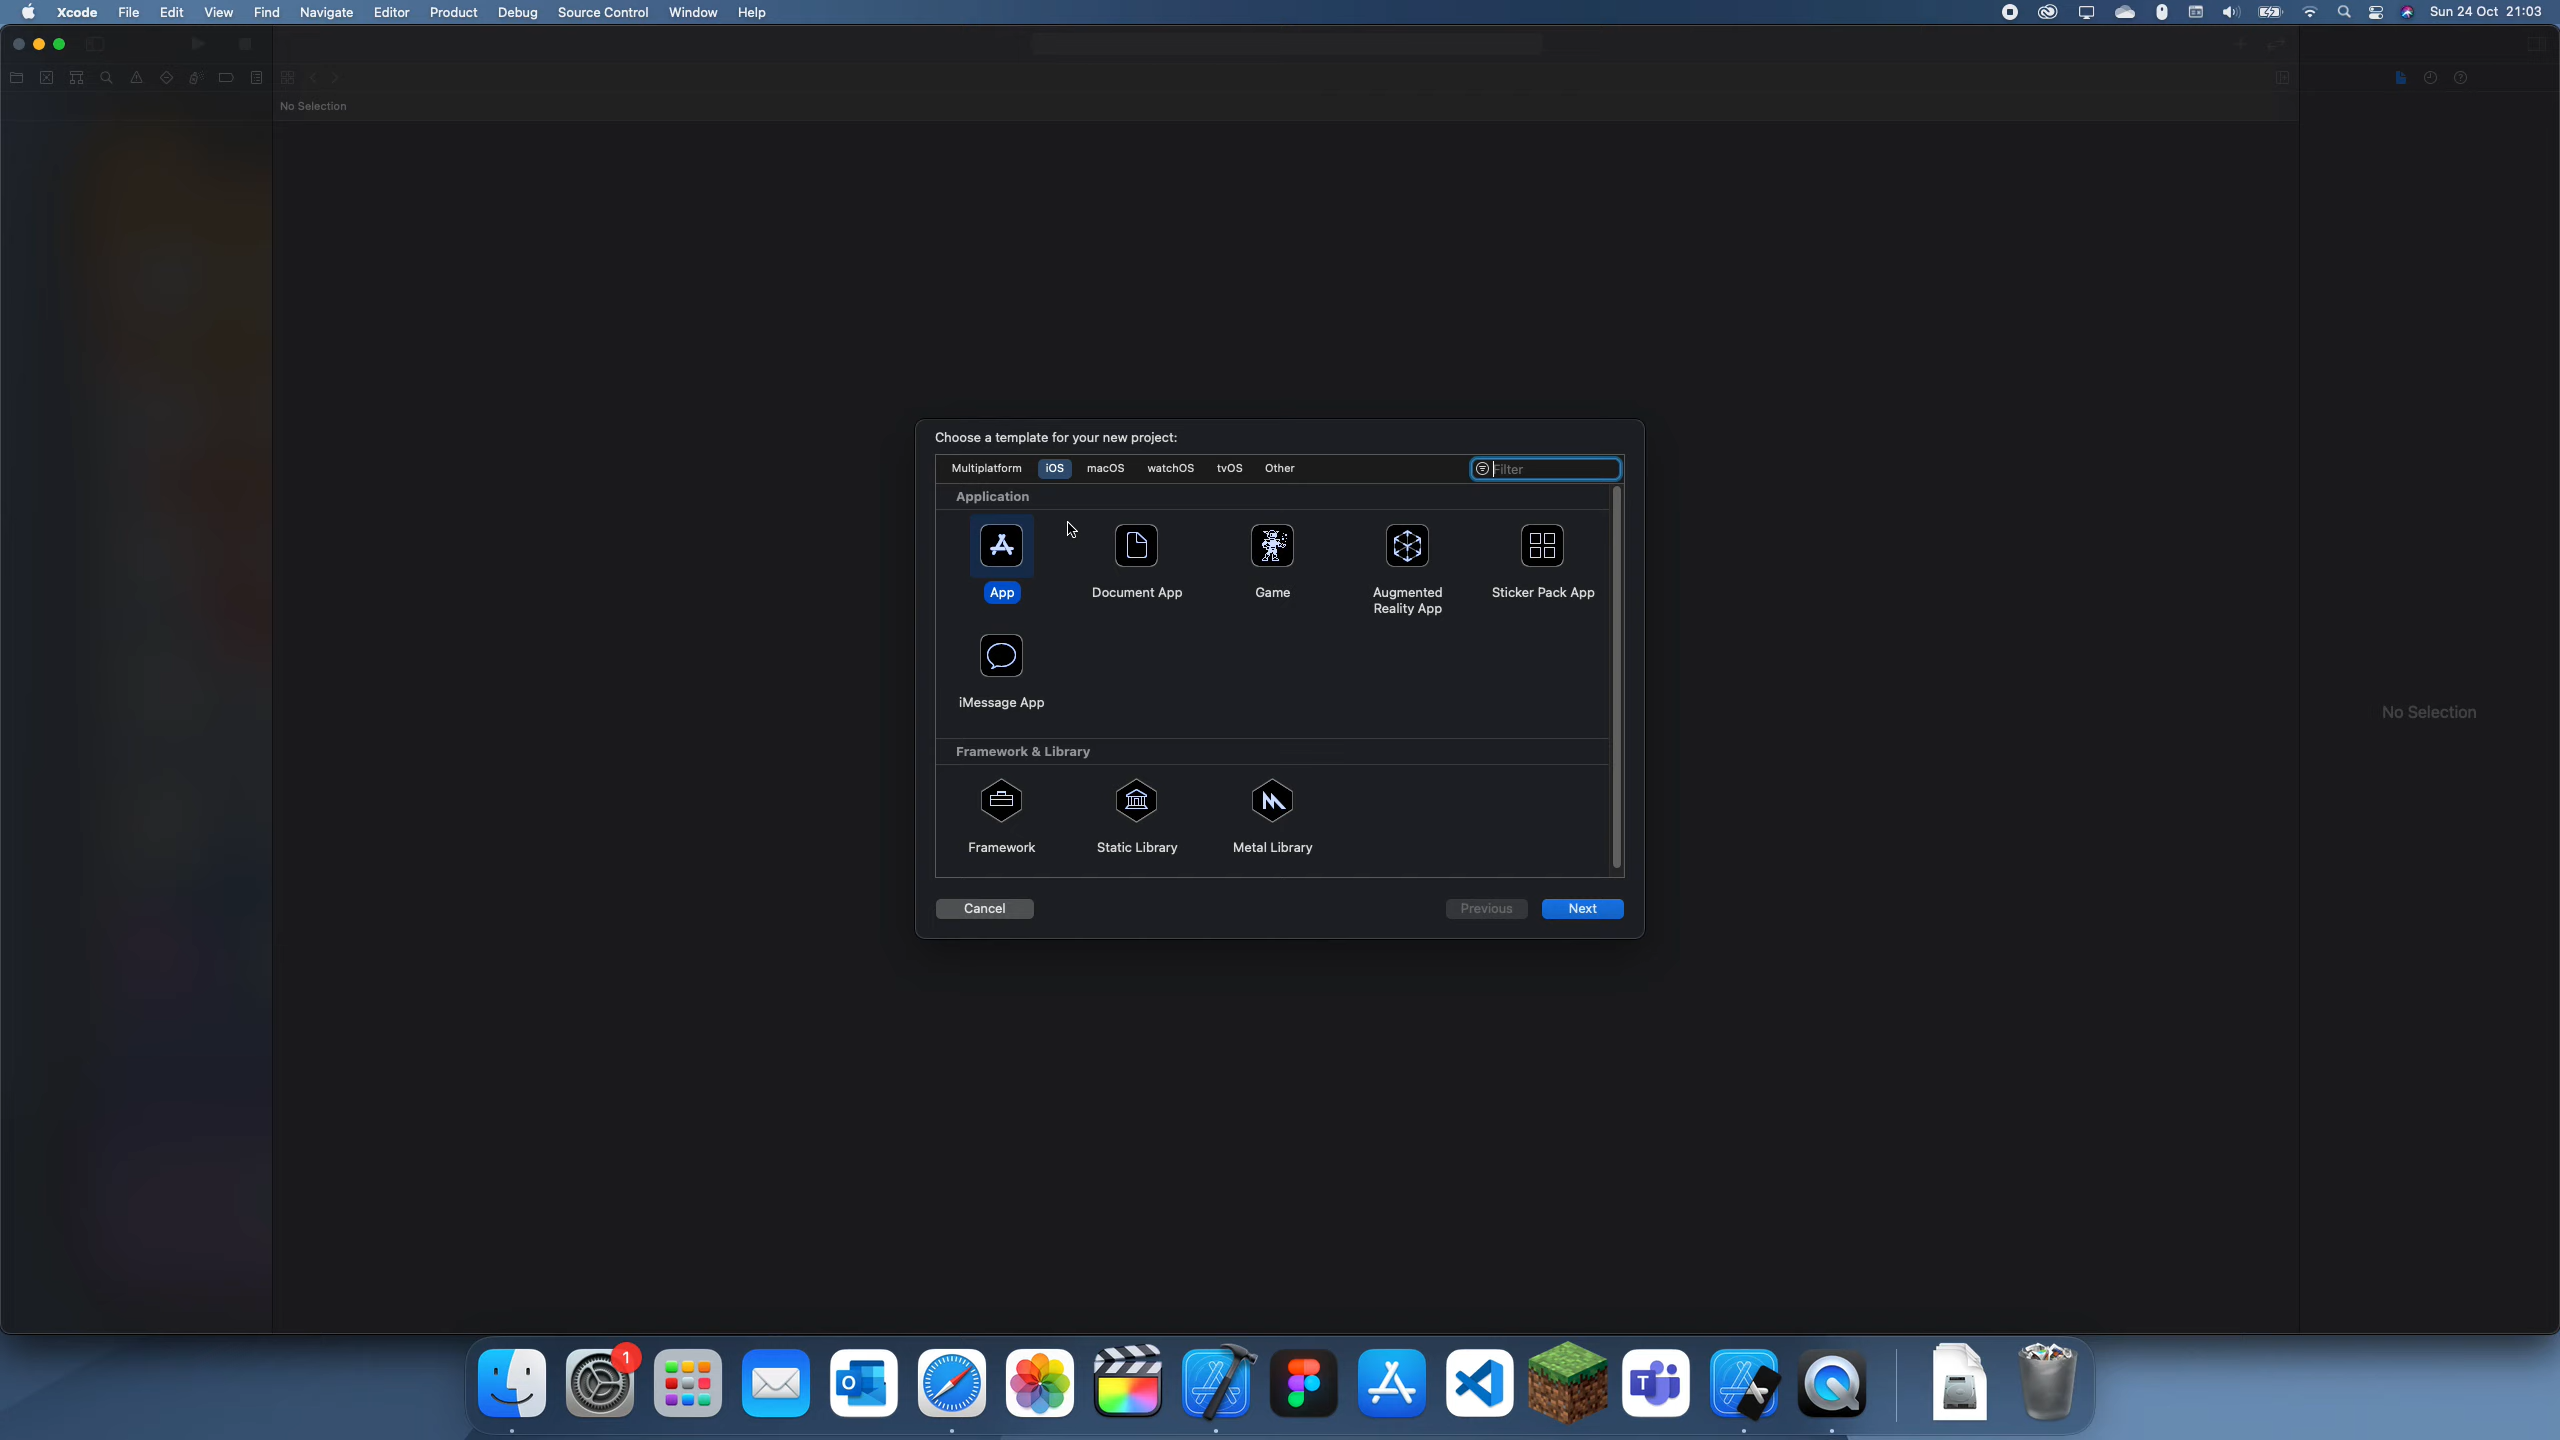 Xcode File Edit View Find Navigate Editor Product Debug Source Control Window Help Sun 24 Oct 21:03
No Selection
Choose a template for your new project:
Multiplatform iOS macOS watchOS tvOS Other Filter
Application
App Document App Game Augmented Reality App Sticker Pack App
iMessage App
No Selection
Framework & Library
Framework Static Library Metal Library
Cancel Previous Next
1